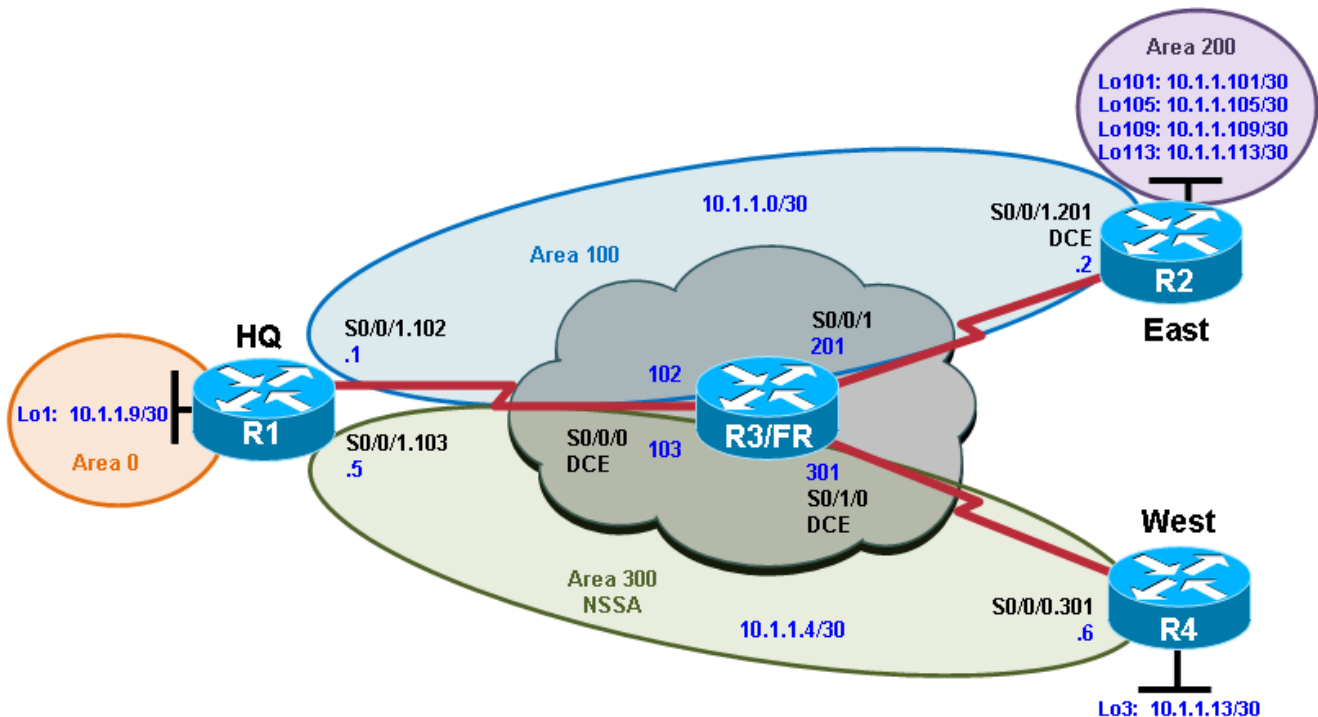 Area 200
Lo101: 10.1.1.101/30
Lo105: 10.1.1.105/30
Lo109: 10.1.1.109/30
Lo113: 10.1.1.113/30
10.1.1.0/30
S0/0/1.201
DCE
.2
R2
East
Area 100
HQ
S0/0/1.102
.1
S0/0/1
201
102
Lo1: 10.1.1.9/30
R1
Area 0
R3/FR
S0/0/1.103
.5
S0/0/0
DCE
103
301
S0/1/0
DCE
West
Area 300
NSSA
10.1.1.4/30
S0/0/0.301
.6
R4
Lo3: 10.1.1.13/30